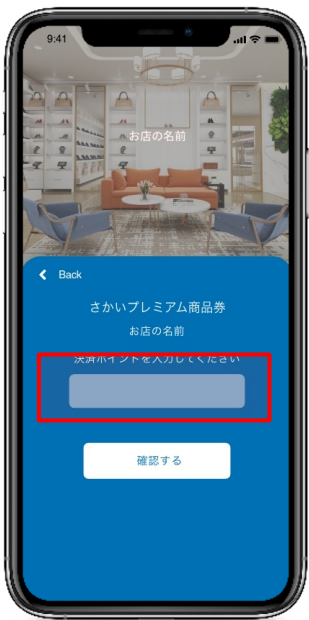 9:41
お店の名前
Back
さかいプレミアム商品券
お店の名前
決済ポイントを入力してください
確認する